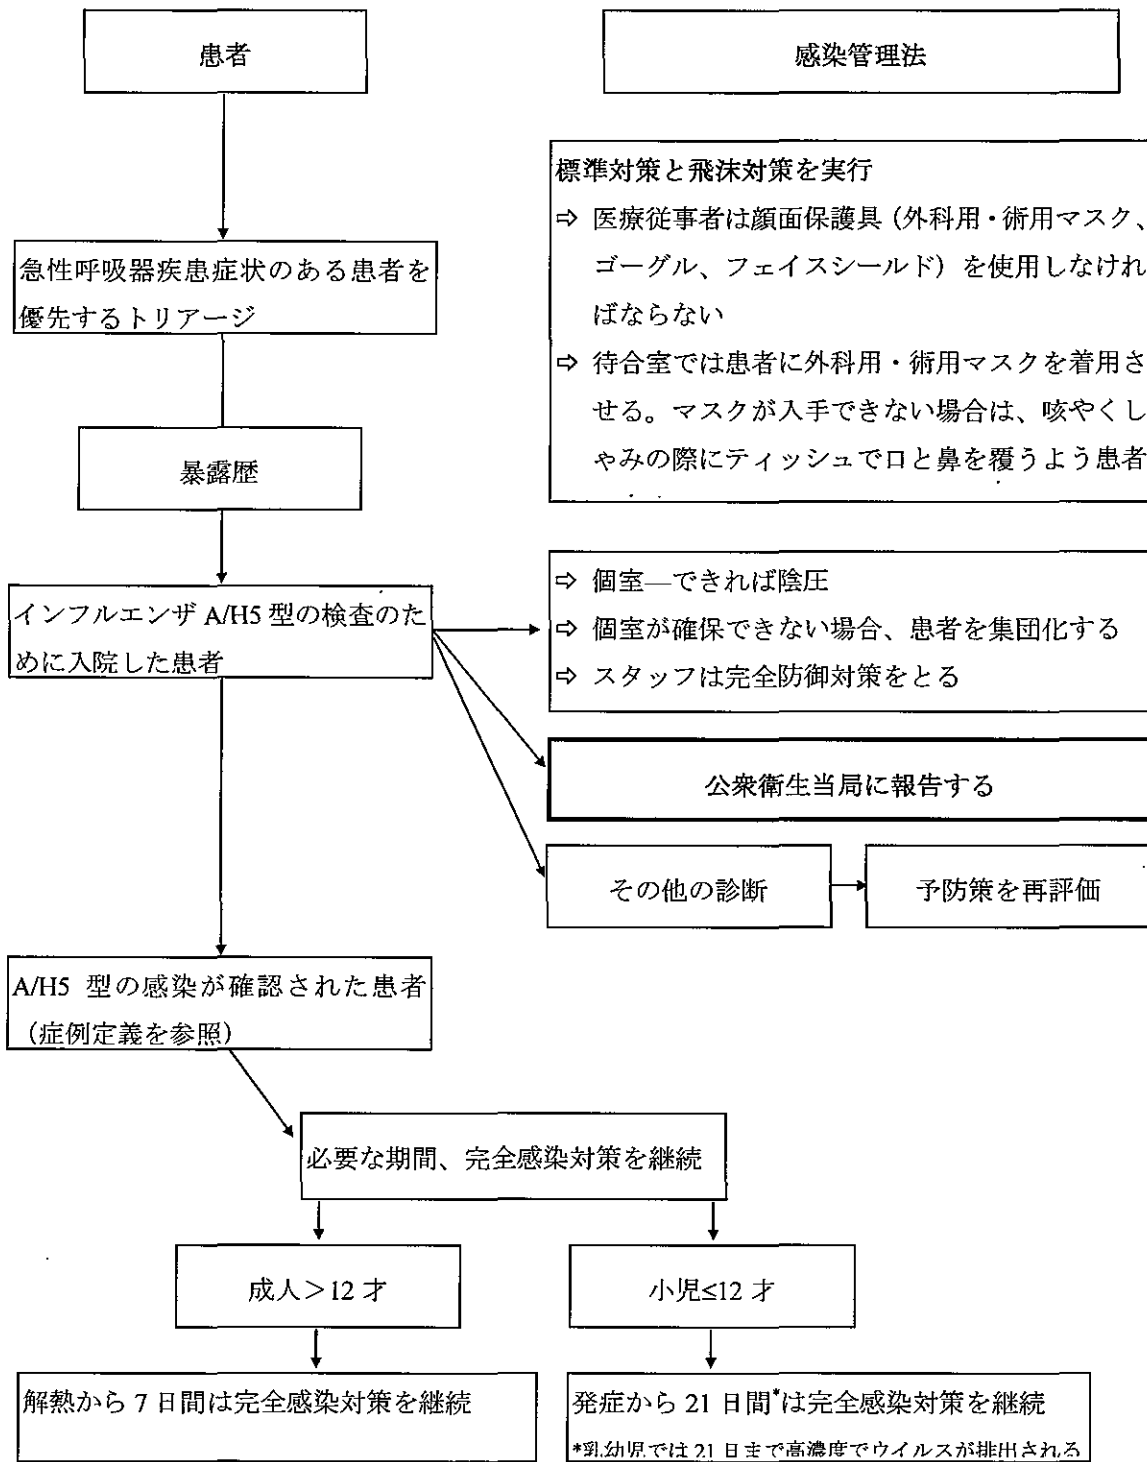 患者
感染管理法
標準対策と飛沫対策を実行
⇨ 医療従事者は顔面保護具（外科用・術用マスク、
ゴーグル、フェイスシールド）を使用しなけれ
ばならない
⇨ 待合室では患者に外科用・術用マスクを着用さ
せる。マスクが入手できない場合は、咳やくし
ゃみの際にティッシュで口と鼻を覆うよう患者
急性呼吸器疾患症状のある患者を
優先するトリアージ
暴露歴
インフルエンザ A/H5 型の検査のた
めに入院した患者
⇨ 個室―できれば陰圧
⇨ 個室が確保できない場合、患者を集団化する
⇨ スタッフは完全防御対策をとる
公衆衛生当局に報告する
その他の診断
予防策を再評価
A/H5 型の感染が確認された患者
（症例定義を参照）
必要な期間、完全感染対策を継続
成人＞12 才
小児≤12 才
解熱から 7 日間は完全感染対策を継続
発症から 21 日間*は完全感染対策を継続
*乳幼児では 21 日まで高濃度でウイルスが排出される